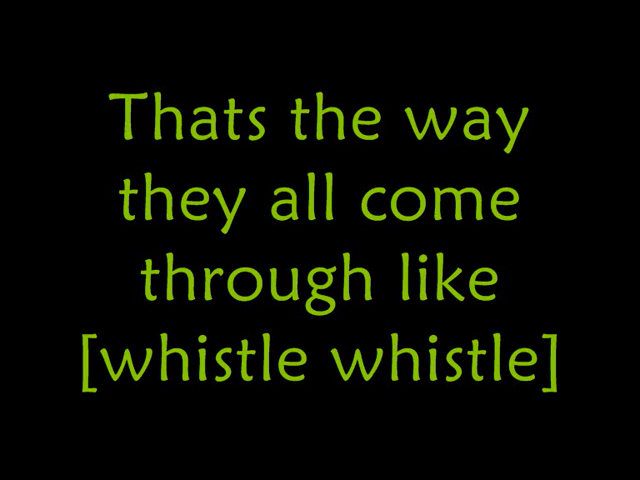 Thats the way
they all come
through like
[whistle whistle]